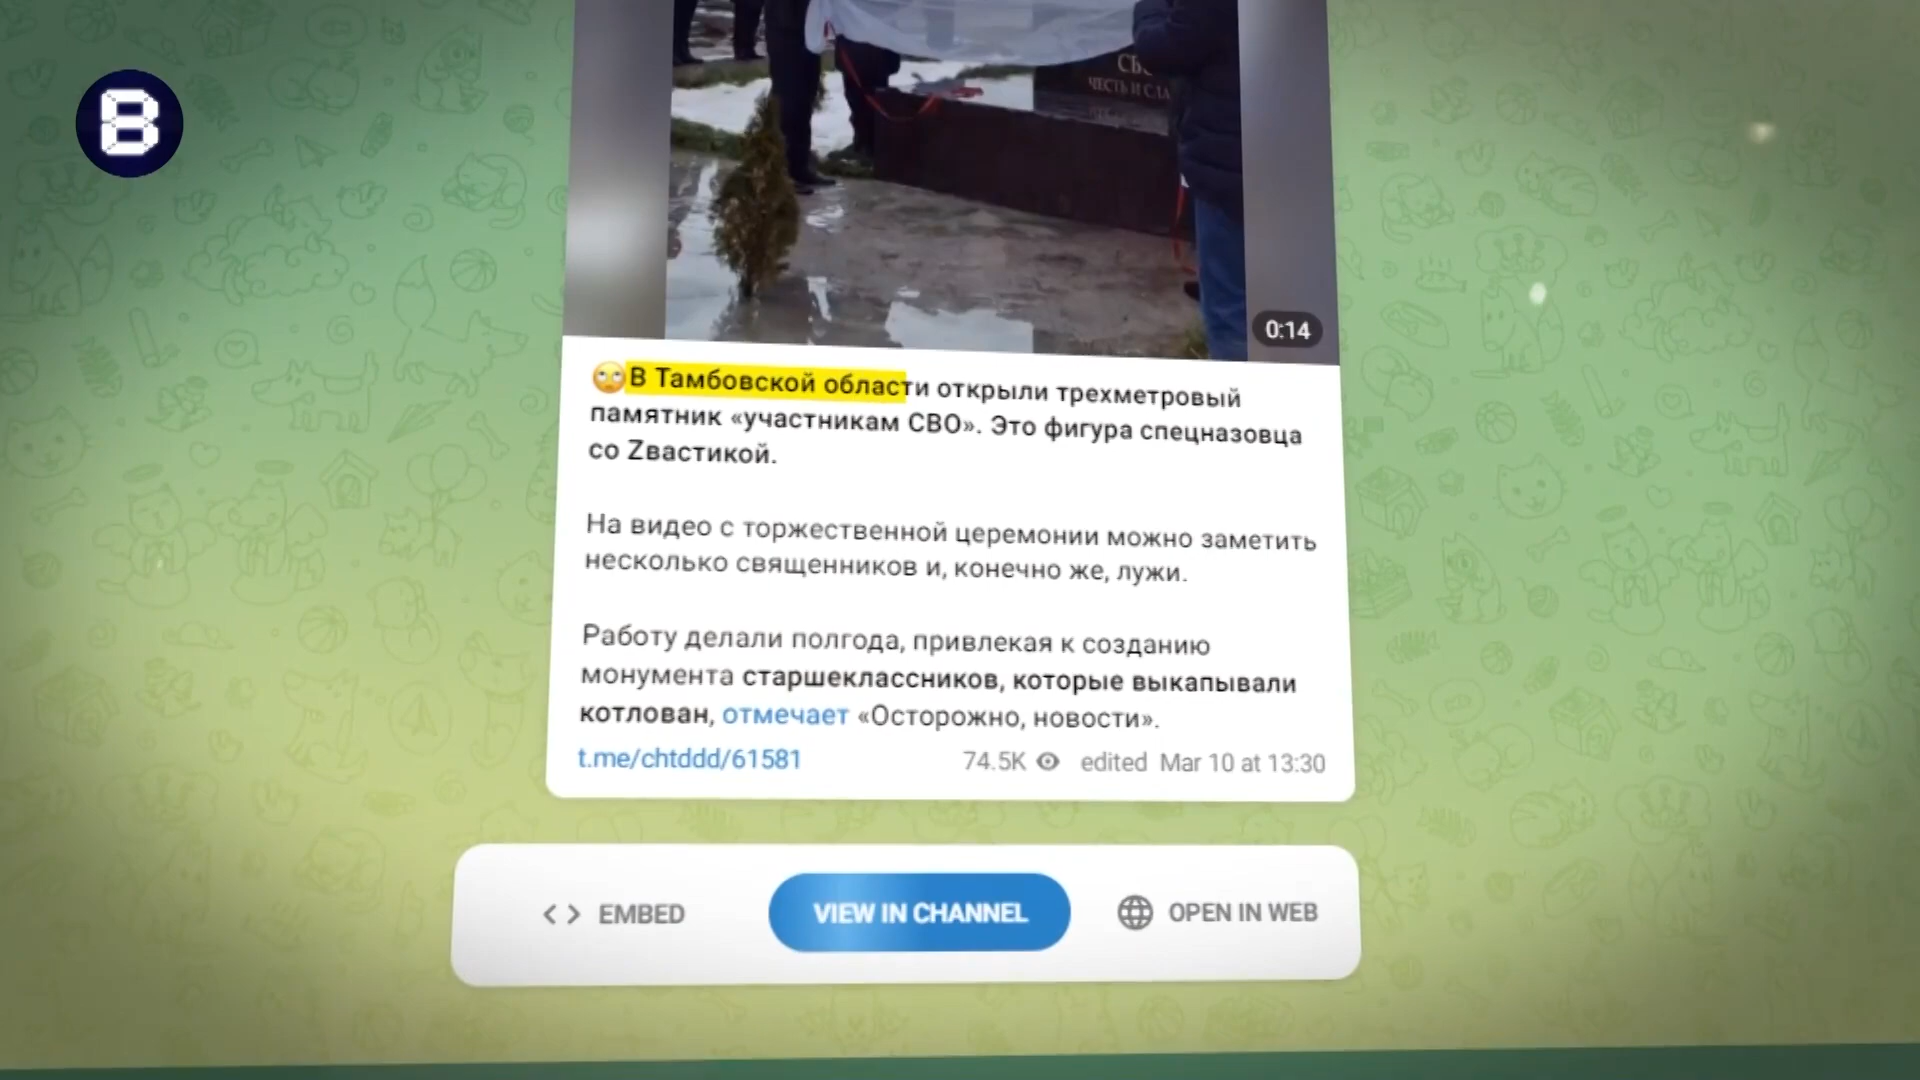 B
ЧЕСТЬ И СЛА
0:14
🙄В Тамбовской области открыли трехметровый
памятник «участникам СВО». Это фигура спецназовца
со Zвастикой.
На видео с торжественной церемонии можно заметить
несколько священников и, конечно же, лужи.
Работу делали полгода, привлекая к созданию
монумента старшеклассников, которые выкапывали
котлован, отмечает «Осторожно, новости».
t.me/chtddd/61581 74.5K edited Mar 10 at 13:30
EMBED VIEW IN CHANNEL OPEN IN WEB